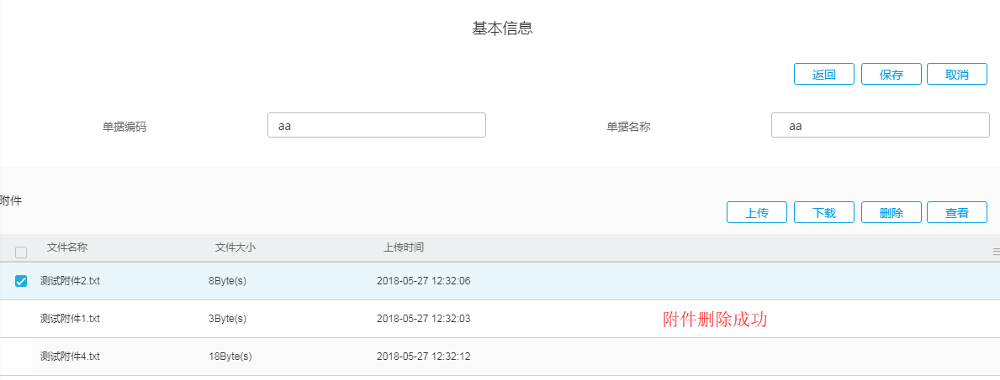 基本信息
返回 保存 取消
单据编码 aa 单据名称 aa
附件
上传 下载 删除 查看
文件名称 文件大小 上传时间
测试附件2.txt 8Byte(s) 2018-05-27 12:32:06
测试附件1.txt 3Byte(s) 2018-05-27 12:32:03 附件删除成功
测试附件4.txt 18Byte(s) 2018-05-27 12:32:12